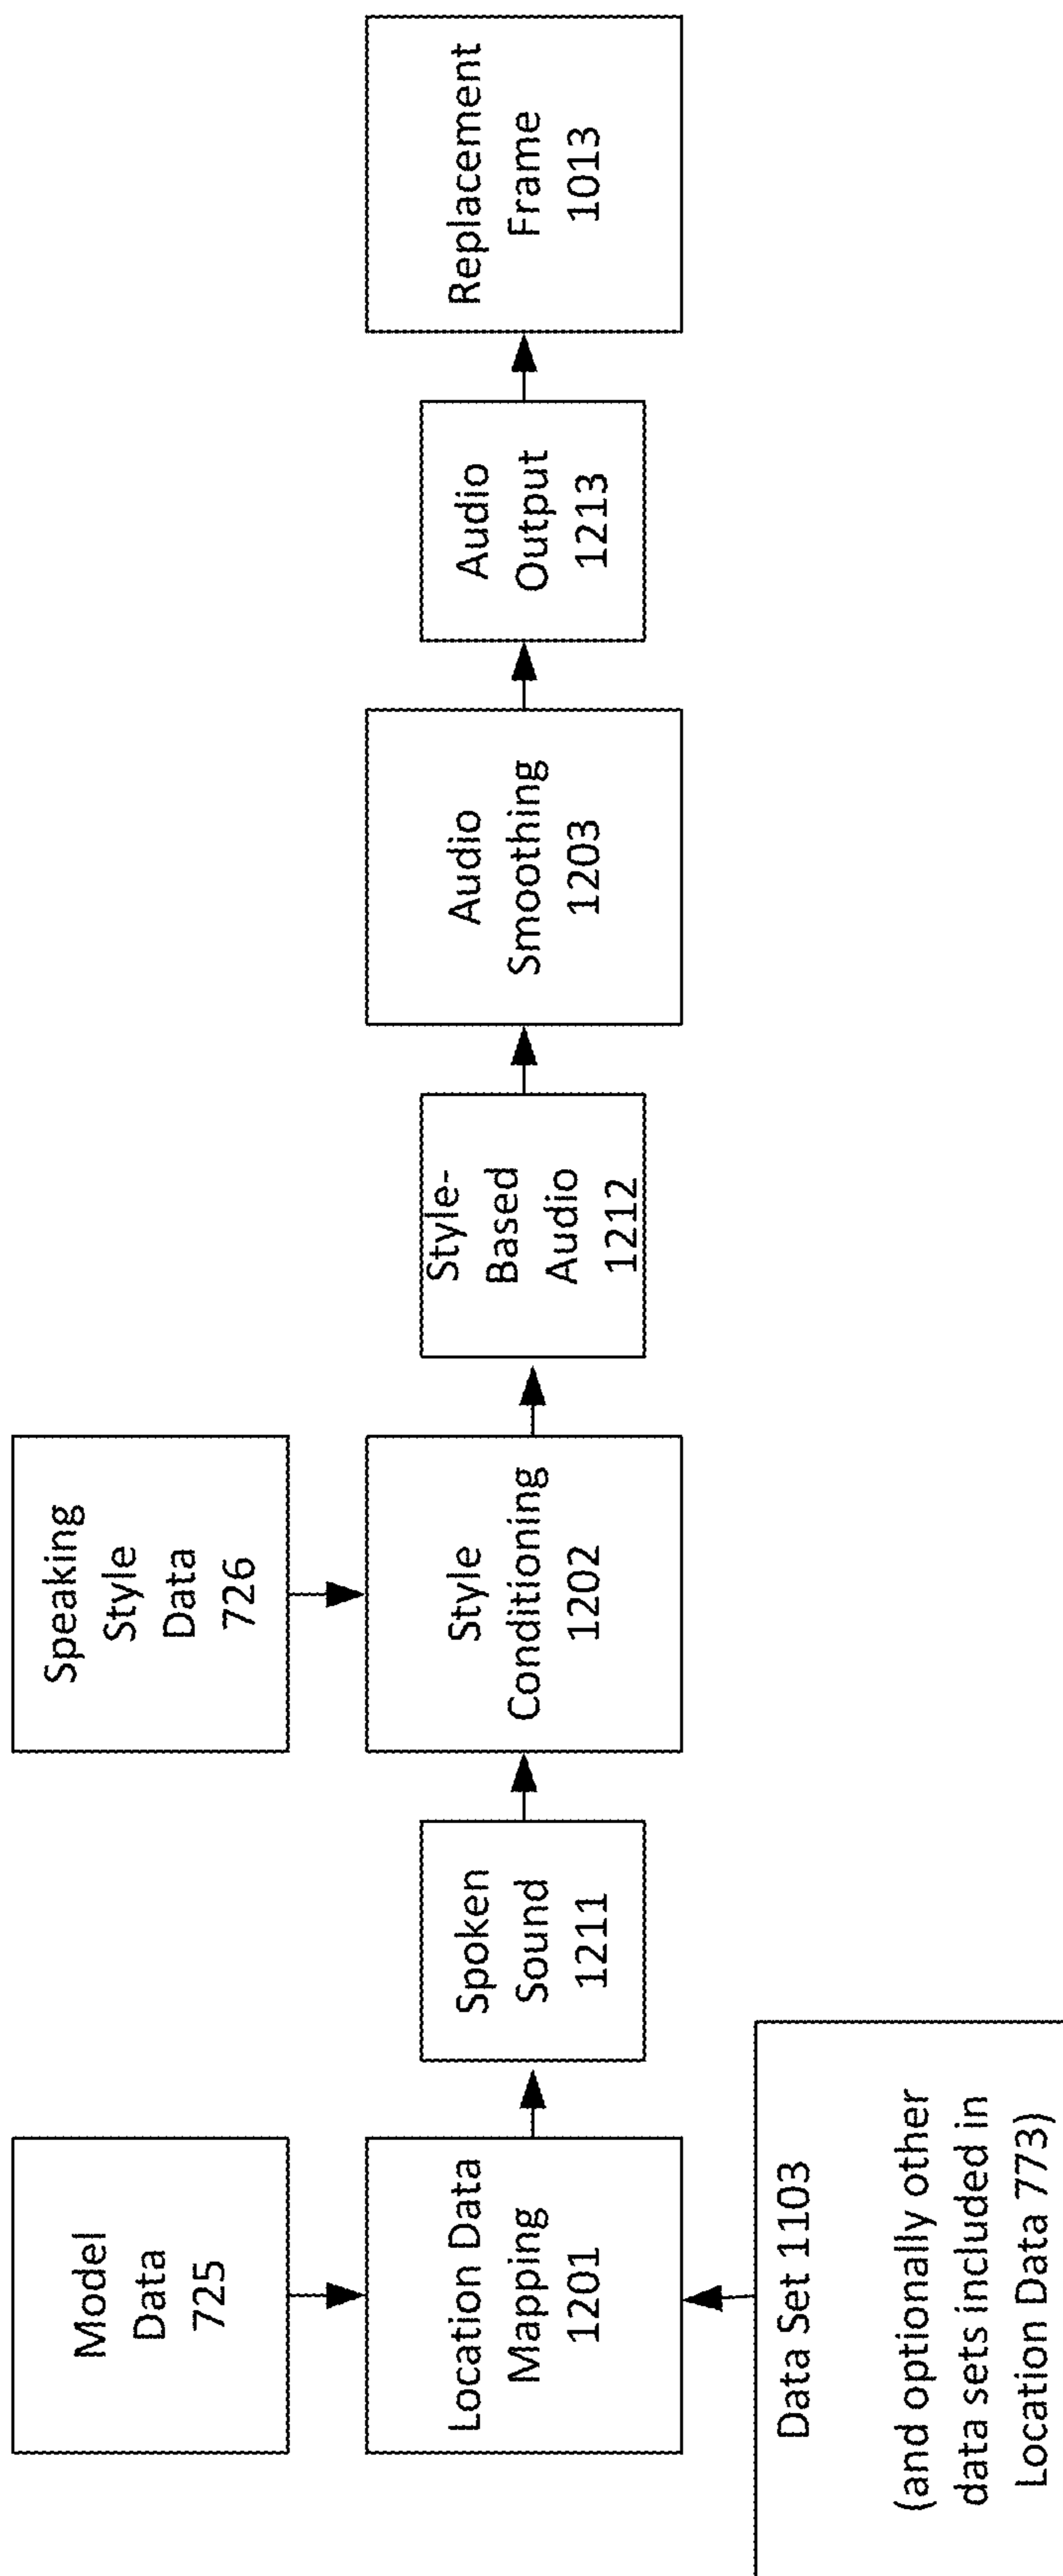 Model
Data
725
Speaking
Style
Data
726
Location Data
Mapping
1201
Spoken
Sound
1211
Style
Conditioning
1202
Style-
Based
Audio
1212
Audio
Smoothing
1203
Audio
Output
1213
Replacement
Frame
1013
Data Set 1103
(and optionally other
data sets included in
Location Data 773)